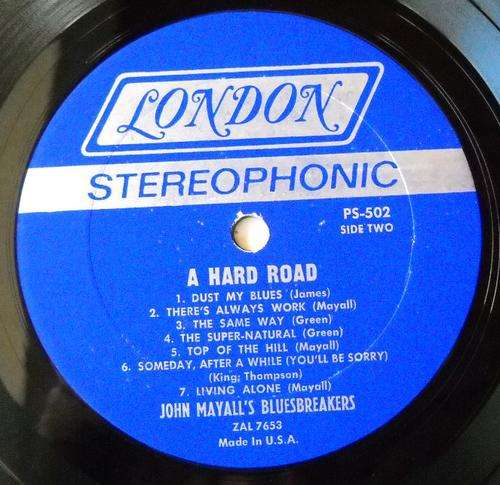 LONDON
STEREOPHONIC
PS-502
SIDE TWO
A HARD ROAD
1. DUST MY BLUES (James)
2. THERE'S ALWAYS WORK (Mayall)
3. THE SAME WAY (Green)
4. THE SUPER-NATURAL (Green)
5. TOP OF THE HILL (Mayall)
6. SOMEDAY, AFTER A WHILE (YOU'LL BE SORRY)
(King; Thompson)
7. LIVING ALONE (Mayall)
JOHN MAYALL'S BLUESBREAKERS
ZAL 7653
Made In U.S.A.